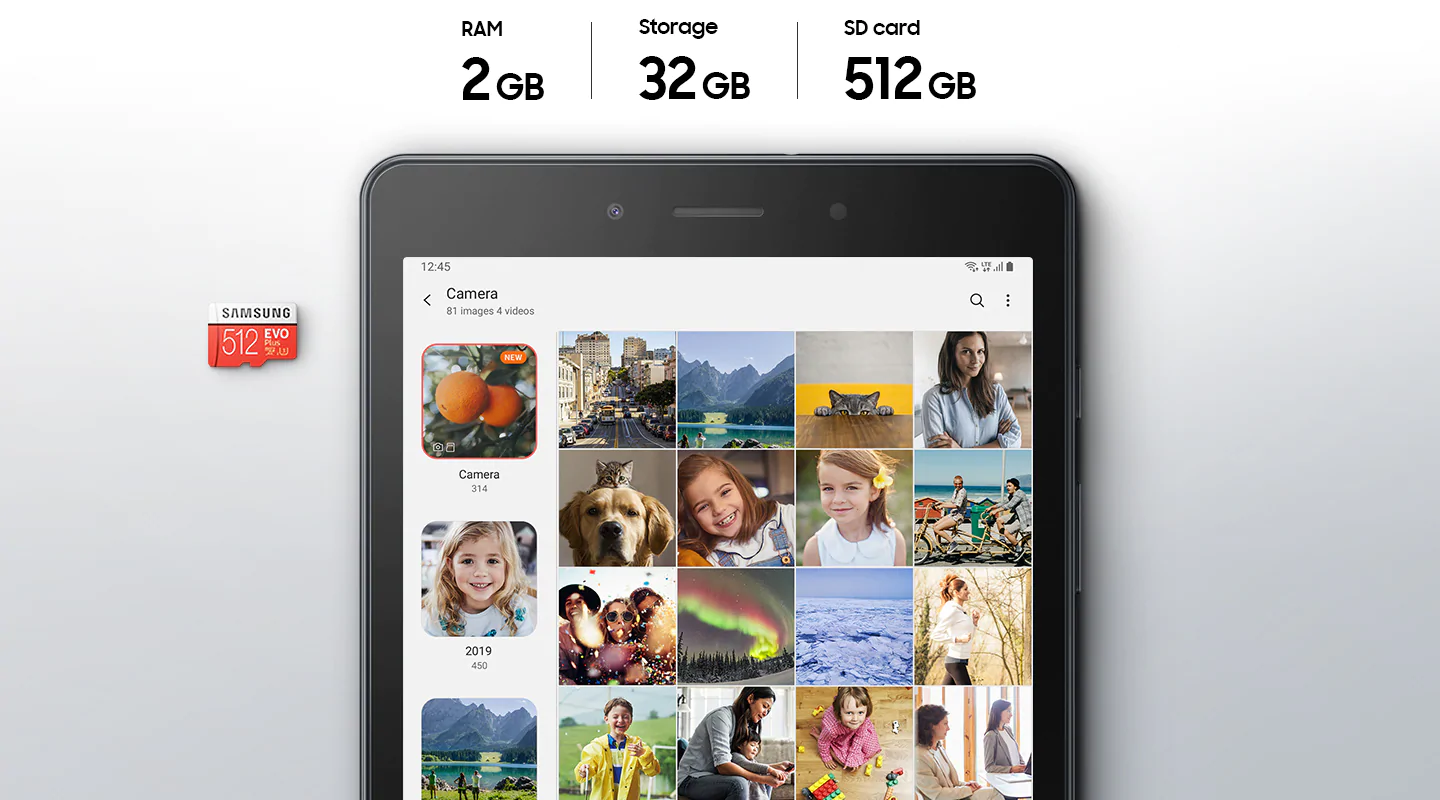 RAM
2 GB
Storage
32 GB
SD card
512 GB
SAMSUNG
512 EVO
Plus
12:45
LTE
Camera
81 images 4 videos
NEW
Camera
314
2019
450